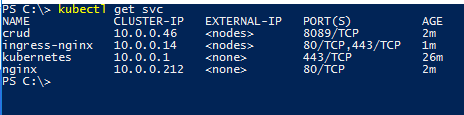 PS C:\> kubectl get svc
NAME CLUSTER-IP EXTERNAL-IP PORT(S) AGE
crud 10.0.0.46 <nodes> 8089/TCP 2m
ingress-nginx 10.0.0.14 <nodes> 80/TCP,443/TCP 1m
kubernetes 10.0.0.1 <none> 443/TCP 26m
nginx 10.0.0.212 <none> 80/TCP 2m
PS C:\>